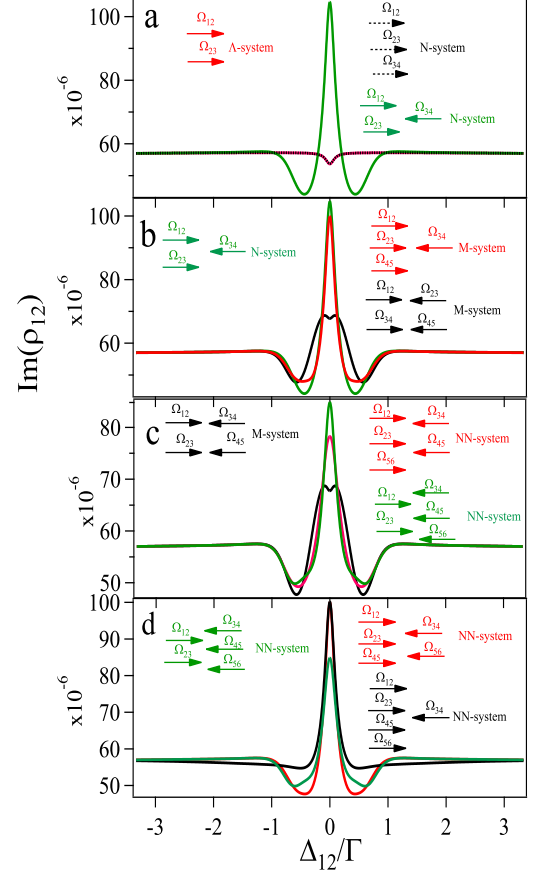 Im(ρ12)
a
x10⁻⁶
100
80
60
Ω12
Ω23
Λ-system
Ω12
Ω23
Ω34
N-system
Ω12
Ω34
Ω23
N-system
b
x10⁻⁶
100
80
60
Ω12
Ω34
Ω23
N-system
Ω12
Ω23
Ω34
Ω45
M-system
Ω12
Ω23
M-system
Ω34
Ω45
c
x10⁻⁶
80
70
60
50
Ω12
Ω34
M-system
Ω23
Ω45
Ω12
Ω34
NN-system
Ω23
Ω45
Ω56
Ω34
Ω12
Ω45
NN-system
Ω23
Ω56
d
x10⁻⁶
100
90
80
70
60
50
Ω34
Ω12
Ω45
NN-system
Ω23
Ω56
Ω12
Ω34
NN-system
Ω23
Ω56
Ω45
Ω12
Ω23
Ω34
NN-system
Ω45
Ω56
-3 -2 -1 0 1 2 3
Δ12/Γ